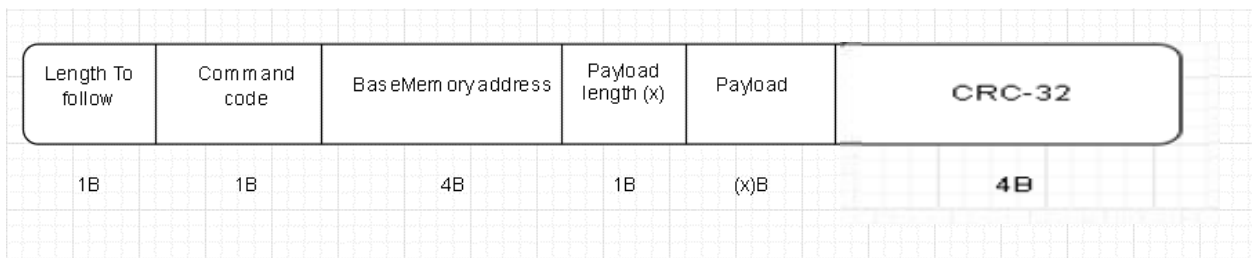 Length To
follow
Command
code
BaseMemoryaddress
Payload
length (x)
Payload
CRC-32
1B
1B
4B
1B
(x)B
4B